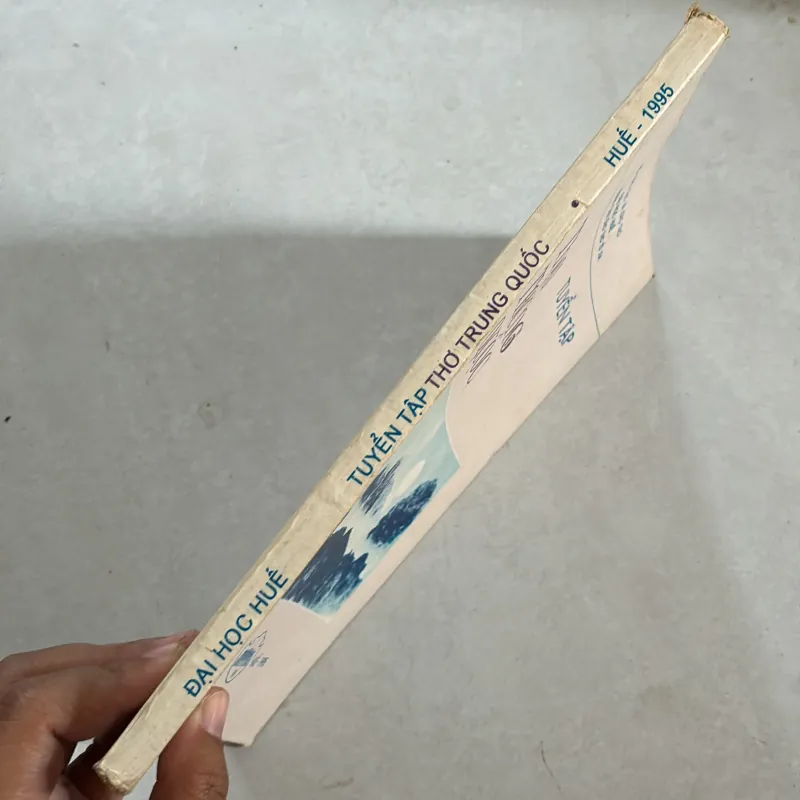 ĐẠI HỌC HUẾ
TUYỂN TẬP THƠ TRUNG QUỐC
HUẾ - 1995
TUYỂN TẬP